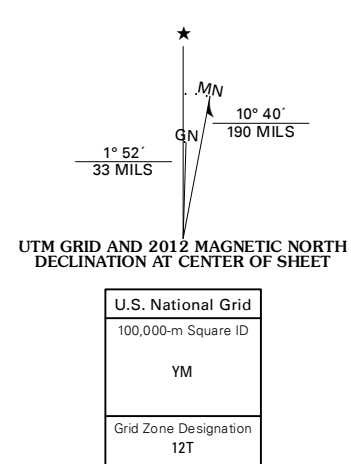 ★
MN
GN
10° 40´
190 MILS
1° 52´
33 MILS
UTM GRID AND 2012 MAGNETIC NORTH
DECLINATION AT CENTER OF SHEET
U.S. National Grid
100,000-m Square ID
YM
Grid Zone Designation
12T